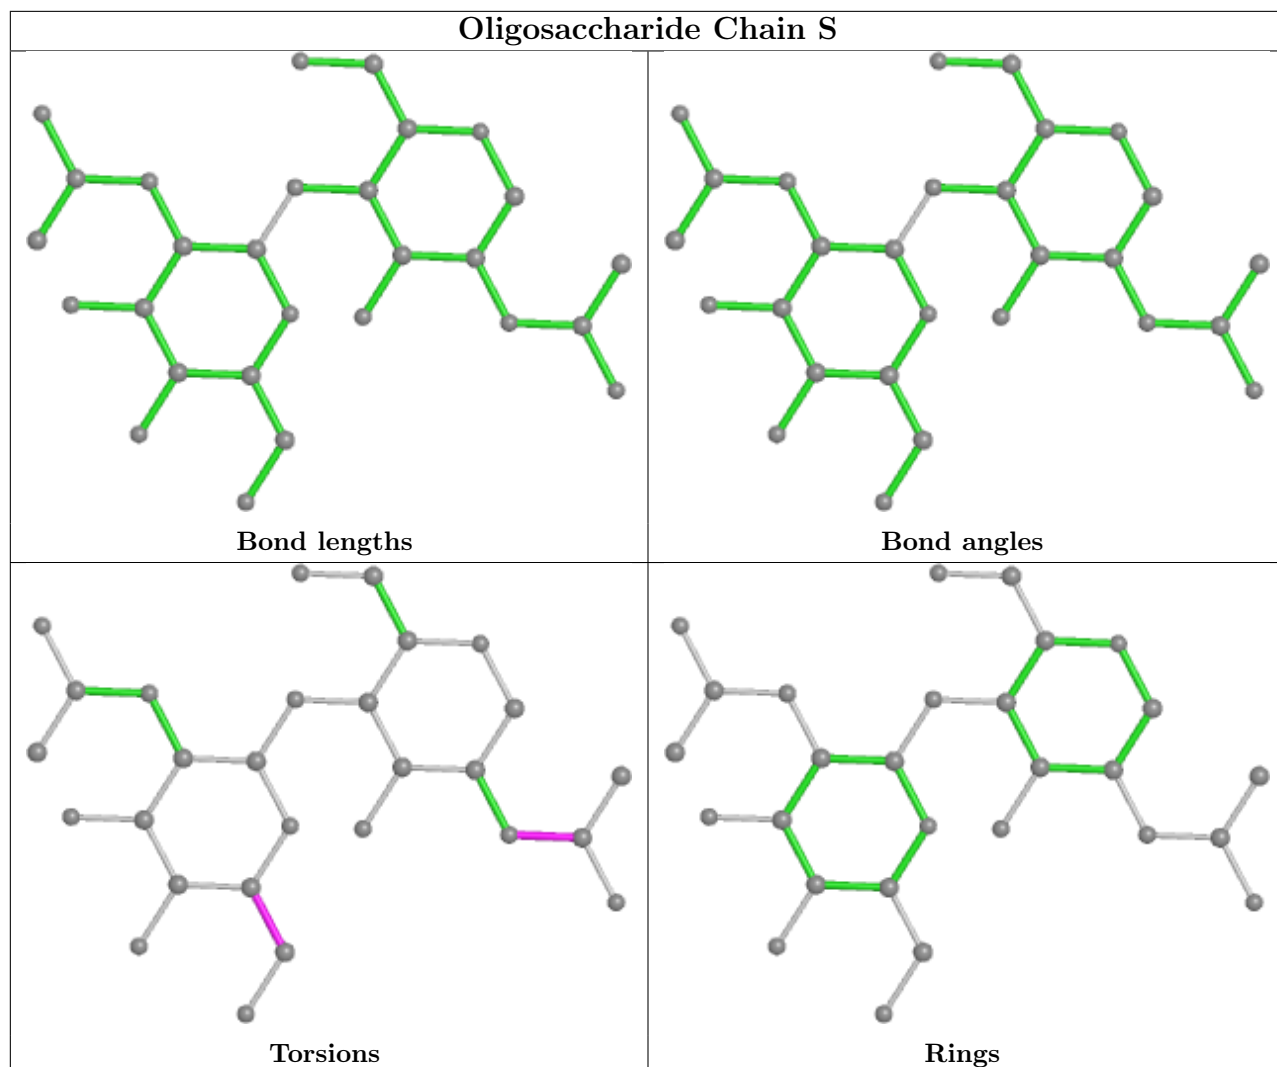 Oligosaccharide Chain S
Bond lengths
Bond angles
Torsions
Rings